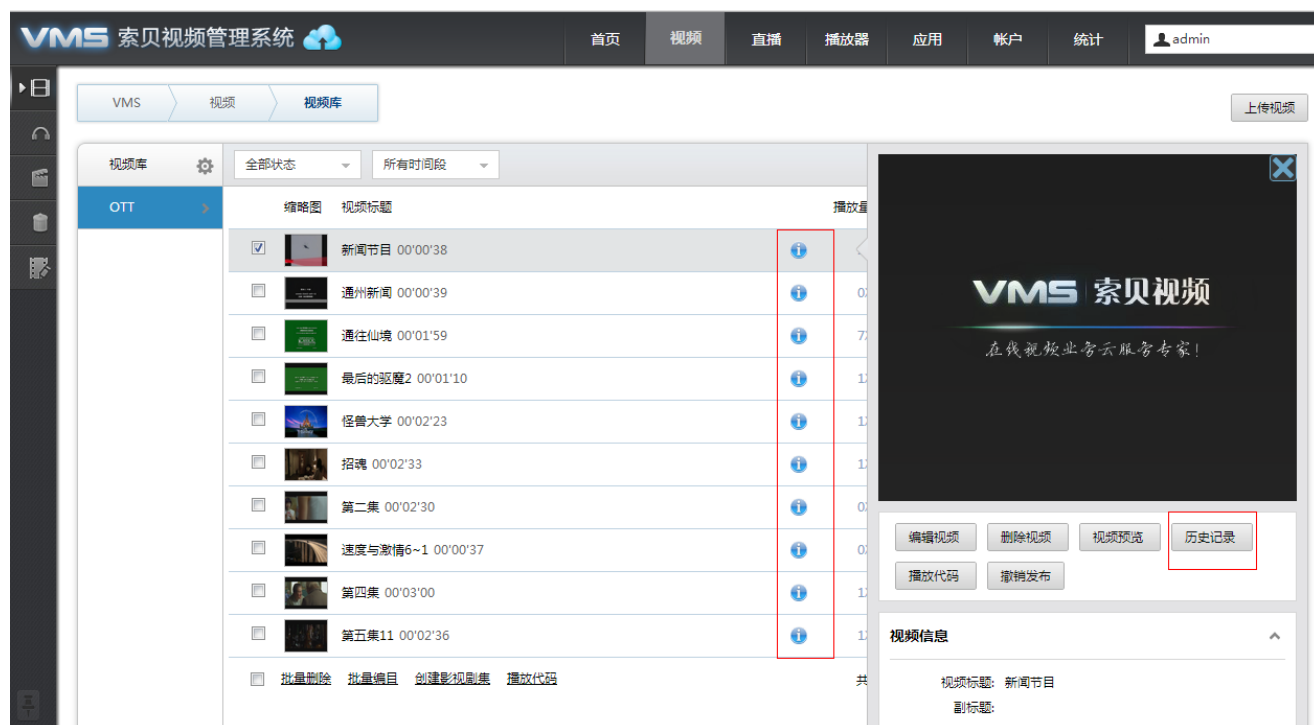 VMS 索贝视频管理系统 首页 视频 直播 播放器 应用 帐户 统计 admin
VMS 视频 视频库
上传视频
视频库 全部状态 所有时间段
OTT
缩略图 视频标题 播放量
新闻节目 00'00'38
通州新闻 00'00'39
通往仙境 00'01'59
最后的驱魔2 00'01'10
怪兽大学 00'02'23
招魂 00'02'33
第二集 00'02'30
速度与激情6~1 00'00'37
第四集 00'03'00
第五集11 00'02'36
批量删除 批量编目 创建影视剧集 播放代码 共
VMS 索贝视频
在线视频业务云服务专家!
编辑视频 删除视频 视频预览 历史记录
播放代码 撤销发布
视频信息
视频标题: 新闻节目
副标题: